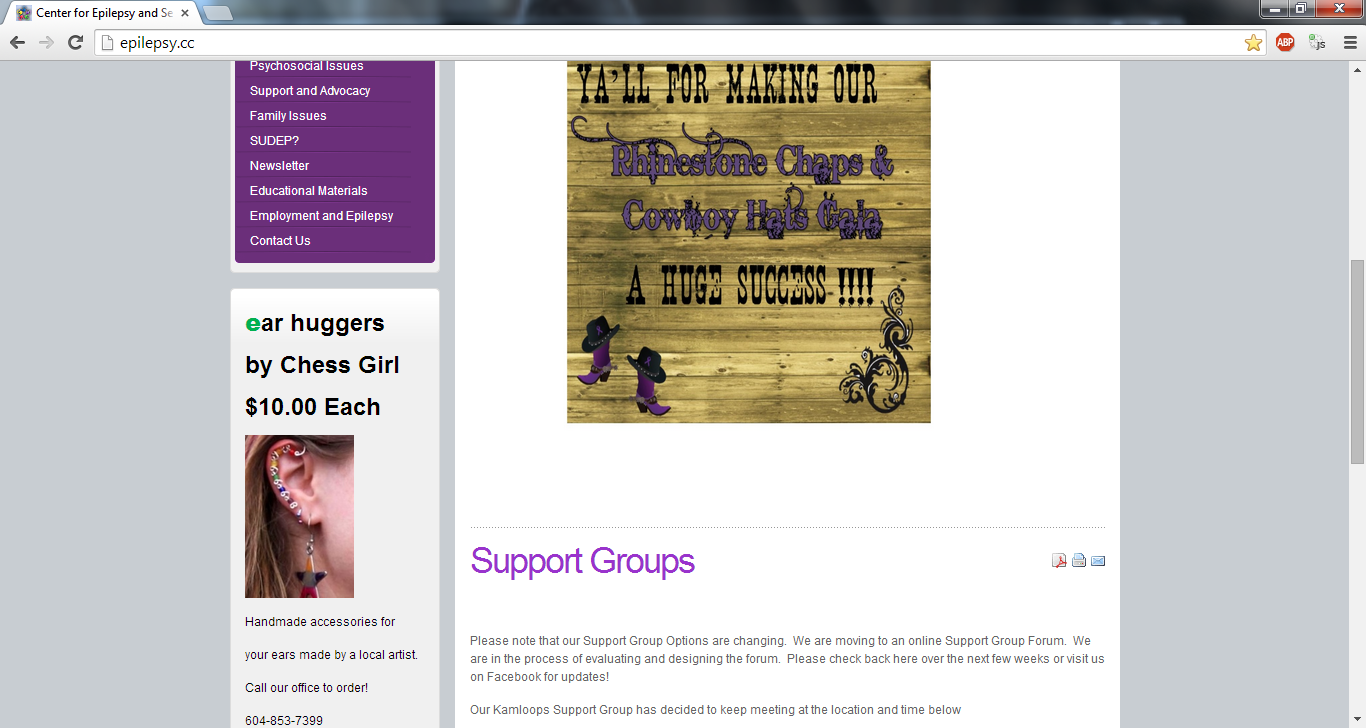 Center for Epilepsy and Se
epilepsy.cc
ABP
js
Psychosocial Issues
Support and Advocacy
Family Issues
SUDEP?
Newsletter
Educational Materials
Employment and Epilepsy
Contact Us
ear huggers
by Chess Girl
$10.00 Each
Handmade accessories for
your ears made by a local artist.
Call our office to order!
604-853-7399
YA'LL FOR MAKING OUR
Rhinestone Chaps &
Cowboy Hats Gala
A HUGE SUCCESS !!!!
Support Groups
Please note that our Support Group Options are changing. We are moving to an online Support Group Forum. We
are in the process of evaluating and designing the forum. Please check back here over the next few weeks or visit us
on Facebook for updates!
Our Kamloops Support Group has decided to keep meeting at the location and time below